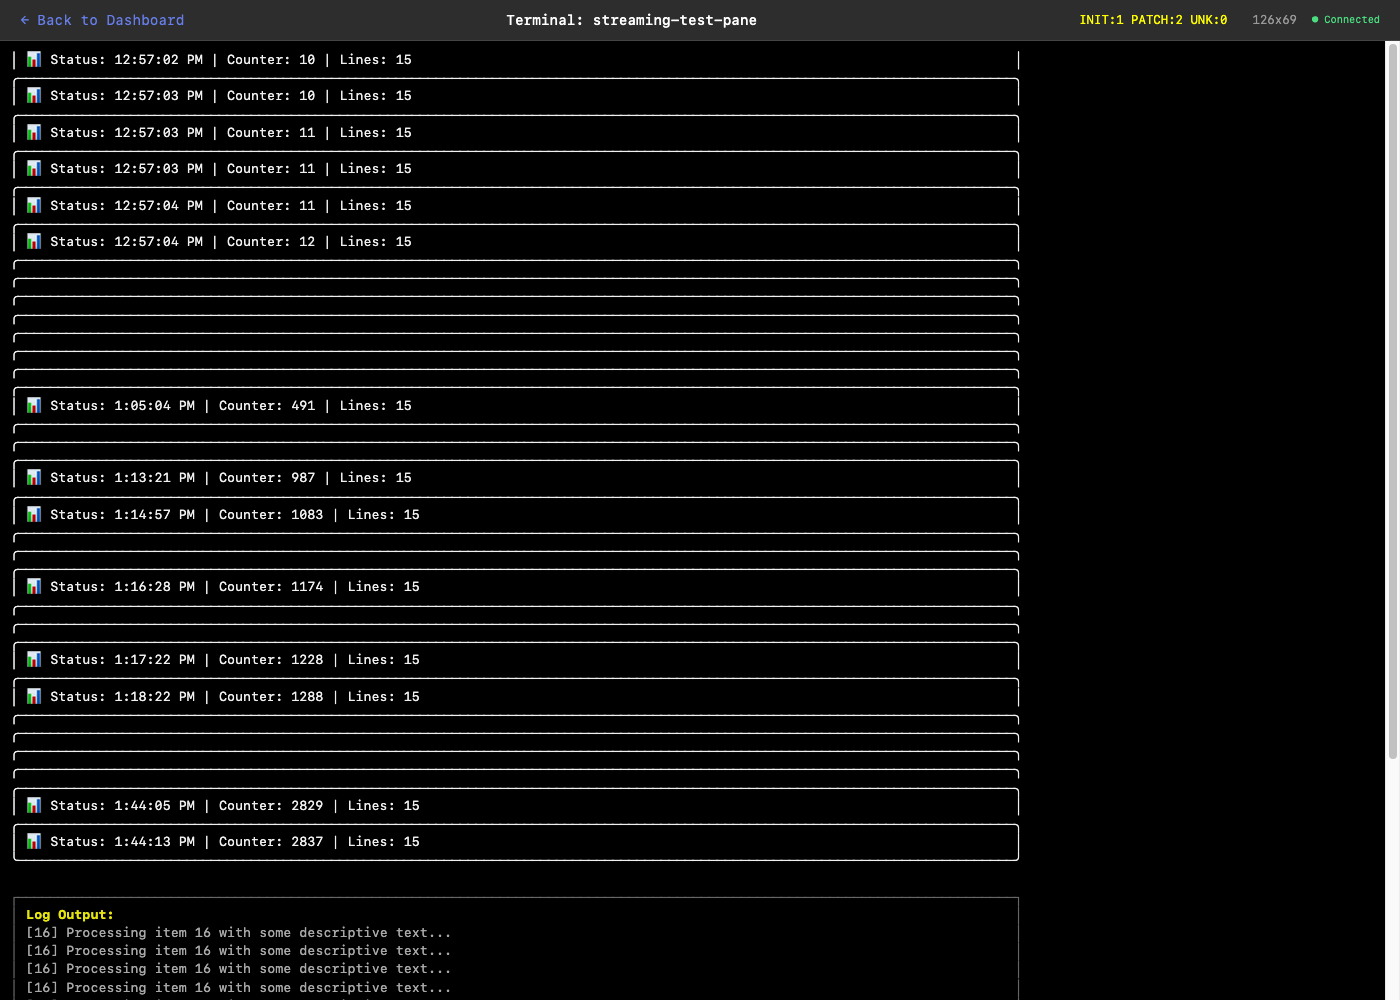 ← Back to Dashboard
Terminal: streaming-test-pane
INIT:1 PATCH:2 UNK:0
126x69
Connected
Status: 12:57:02 PM | Counter: 10 | Lines: 15
Status: 12:57:03 PM | Counter: 10 | Lines: 15
Status: 12:57:03 PM | Counter: 11 | Lines: 15
Status: 12:57:03 PM | Counter: 11 | Lines: 15
Status: 12:57:04 PM | Counter: 11 | Lines: 15
Status: 12:57:04 PM | Counter: 12 | Lines: 15
Status: 1:05:04 PM | Counter: 491 | Lines: 15
Status: 1:13:21 PM | Counter: 987 | Lines: 15
Status: 1:14:57 PM | Counter: 1083 | Lines: 15
Status: 1:16:28 PM | Counter: 1174 | Lines: 15
Status: 1:17:22 PM | Counter: 1228 | Lines: 15
Status: 1:18:22 PM | Counter: 1288 | Lines: 15
Status: 1:44:05 PM | Counter: 2829 | Lines: 15
Status: 1:44:13 PM | Counter: 2837 | Lines: 15
Log Output:
[16] Processing item 16 with some descriptive text...
[16] Processing item 16 with some descriptive text...
[16] Processing item 16 with some descriptive text...
[16] Processing item 16 with some descriptive text...